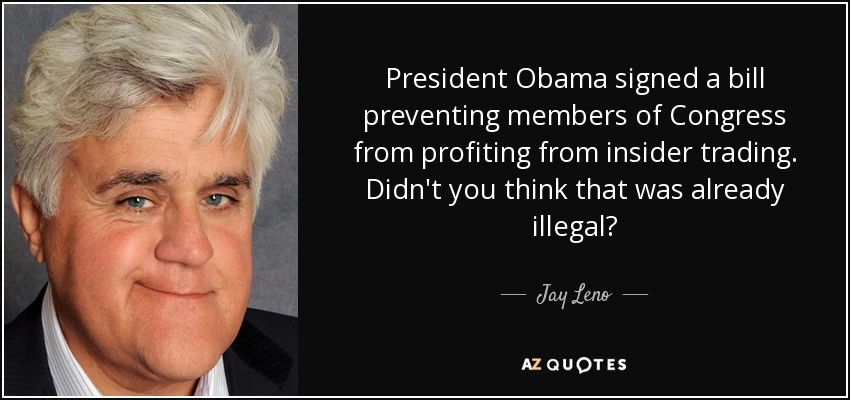 President Obama signed a bill
preventing members of Congress
from profiting from insider trading.
Didn't you think that was already
illegal?
Jay Leno
AZ QUOTES